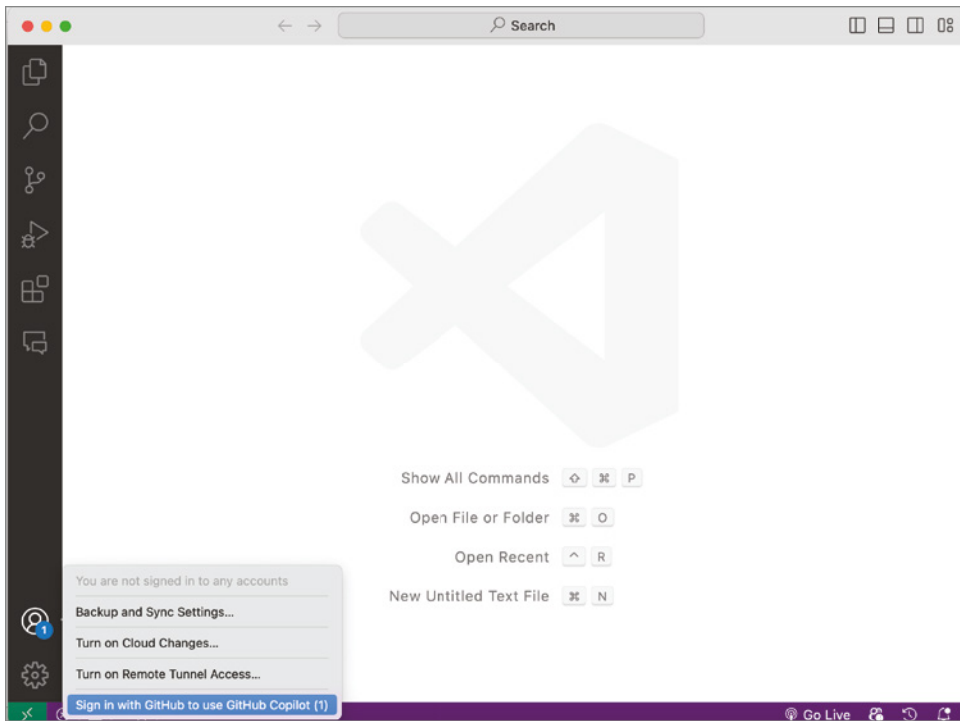 Search
Show All Commands ⇧ ⌘ P
Open File or Folder ⌘ O
Open Recent ^ R
New Untitled Text File ⌘ N
You are not signed in to any accounts
Backup and Sync Settings...
Turn on Cloud Changes...
Turn on Remote Tunnel Access...
Sign in with GitHub to use GitHub Copilot (1)
1
Go Live